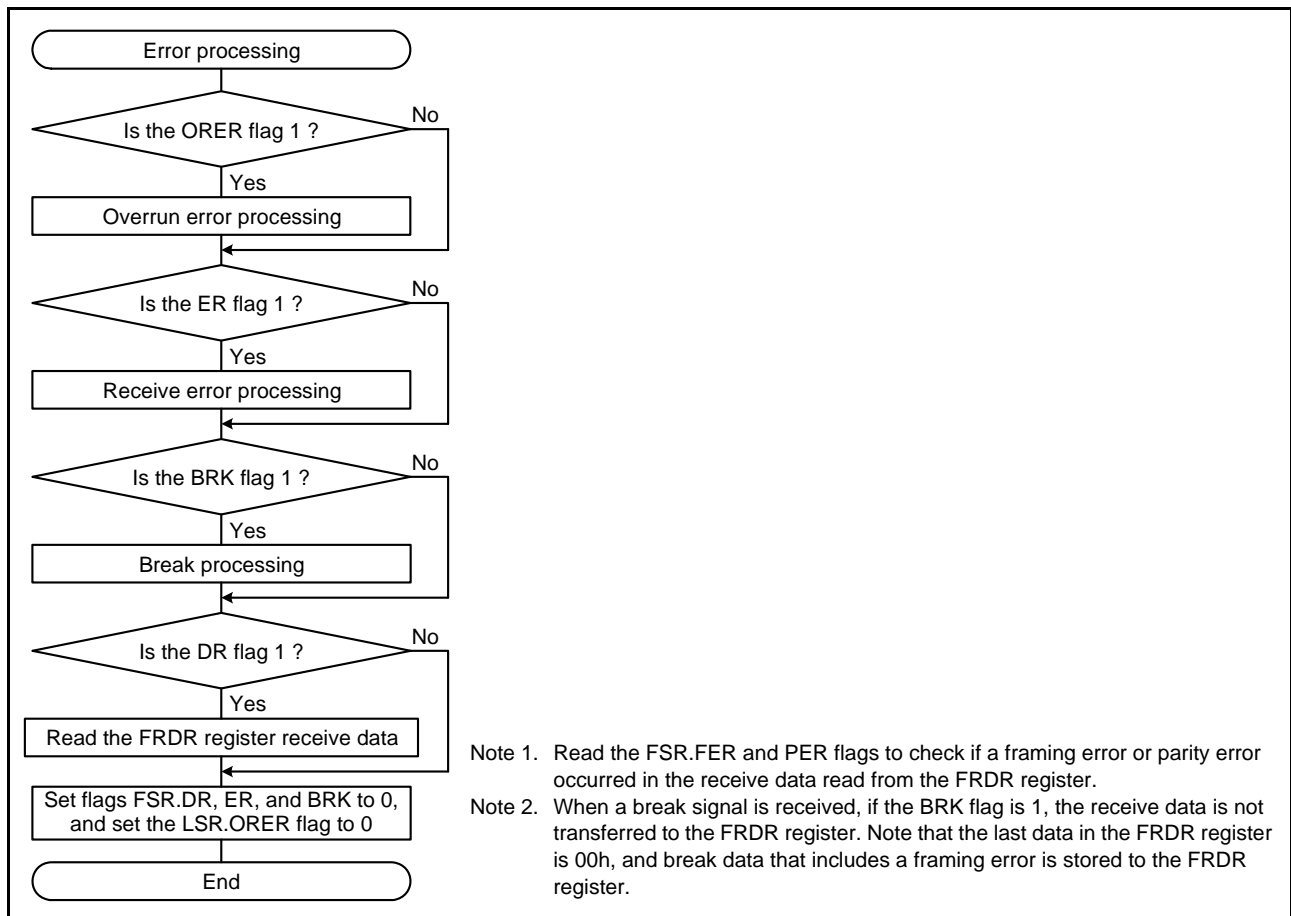 Error processing
No
Is the ORER flag 1 ?
Yes
Overrun error processing
No
Is the ER flag 1 ?
Yes
Receive error processing
No
Is the BRK flag 1 ?
Yes
Break processing
No
Is the DR flag 1 ?
Yes
Read the FRDR register receive data
Set flags FSR.DR, ER, and BRK to 0,
and set the LSR.ORER flag to 0
End
Note 1. Read the FSR.FER and PER flags to check if a framing error or parity error
occurred in the receive data read from the FRDR register.
Note 2. When a break signal is received, if the BRK flag is 1, the receive data is not
transferred to the FRDR register. Note that the last data in the FRDR register
is 00h, and break data that includes a framing error is stored to the FRDR
register.